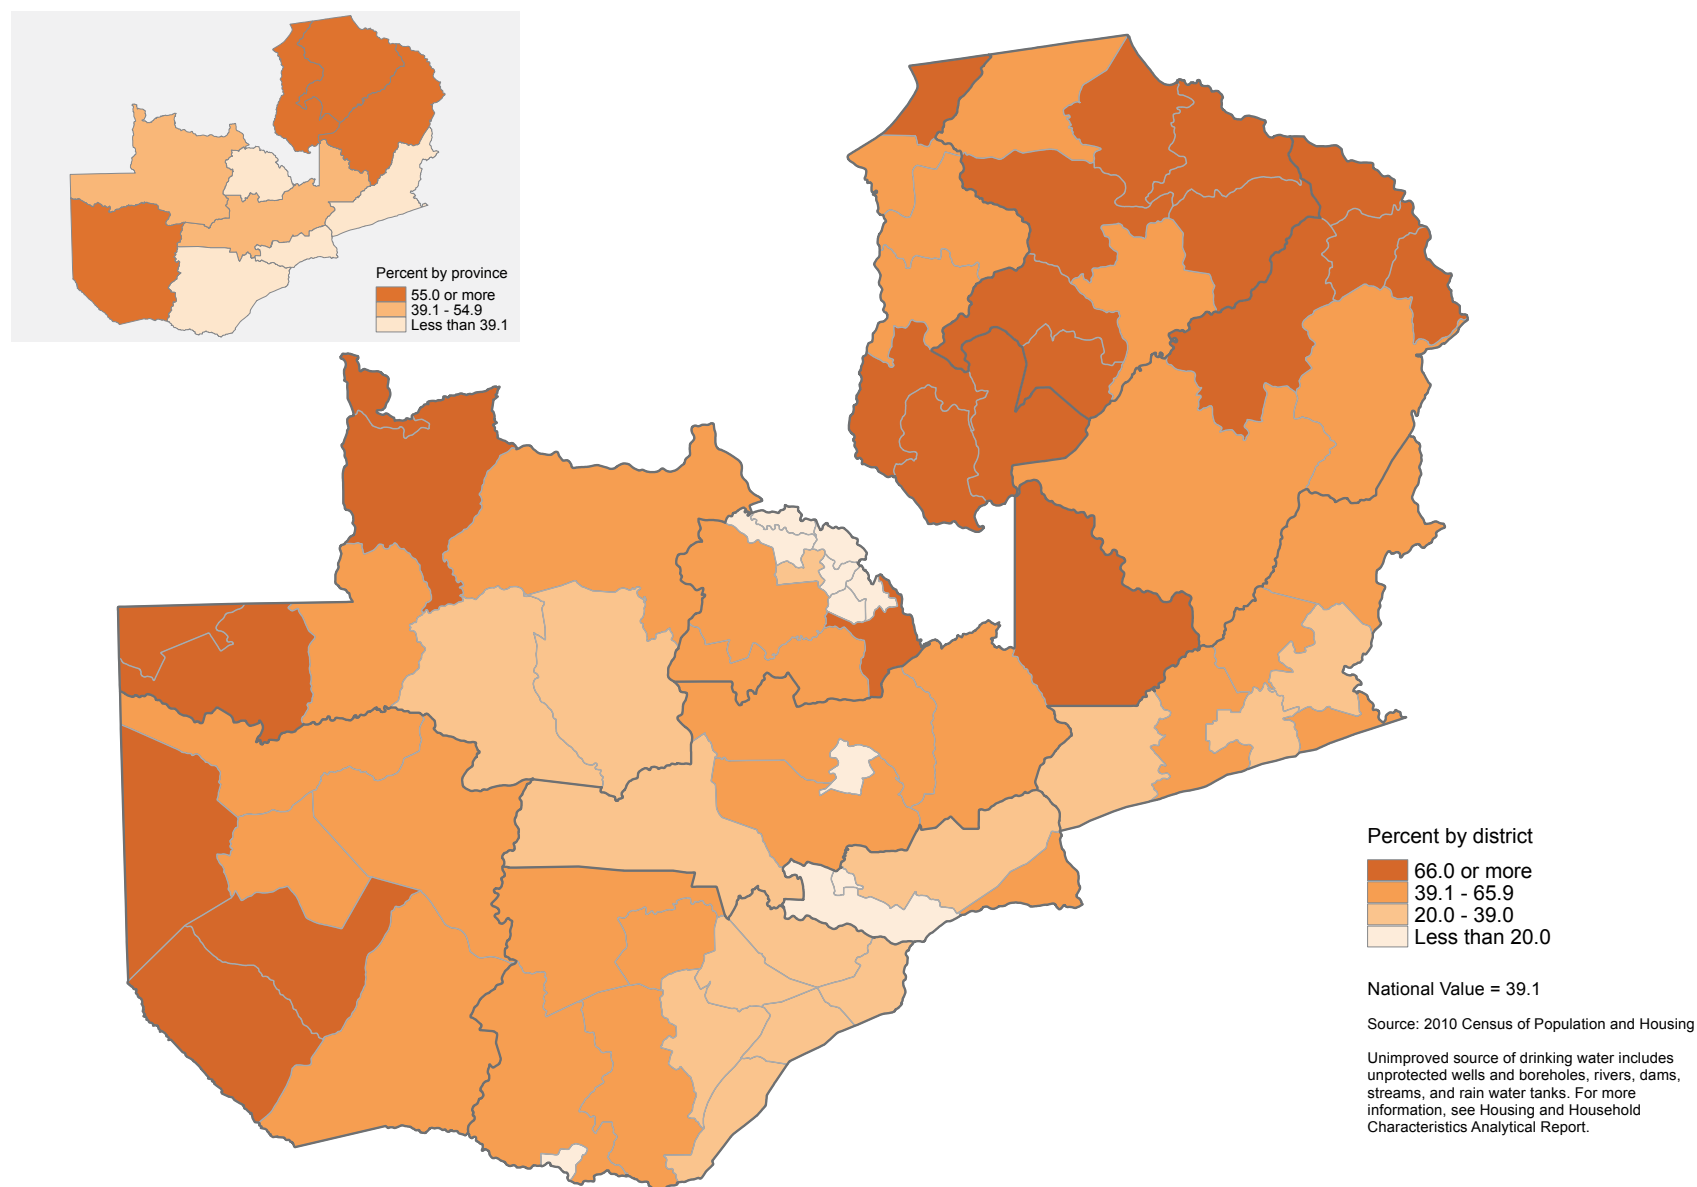 Percent by province
55.0 or more
39.1 - 54.9
Less than 39.1
Percent by district
66.0 or more
39.1 - 65.9
20.0 - 39.0
Less than 20.0
National Value = 39.1
Source: 2010 Census of Population and Housing
Unimproved source of drinking water includes
unprotected wells and boreholes, rivers, dams,
streams, and rain water tanks. For more
information, see Housing and Household
Characteristics Analytical Report.